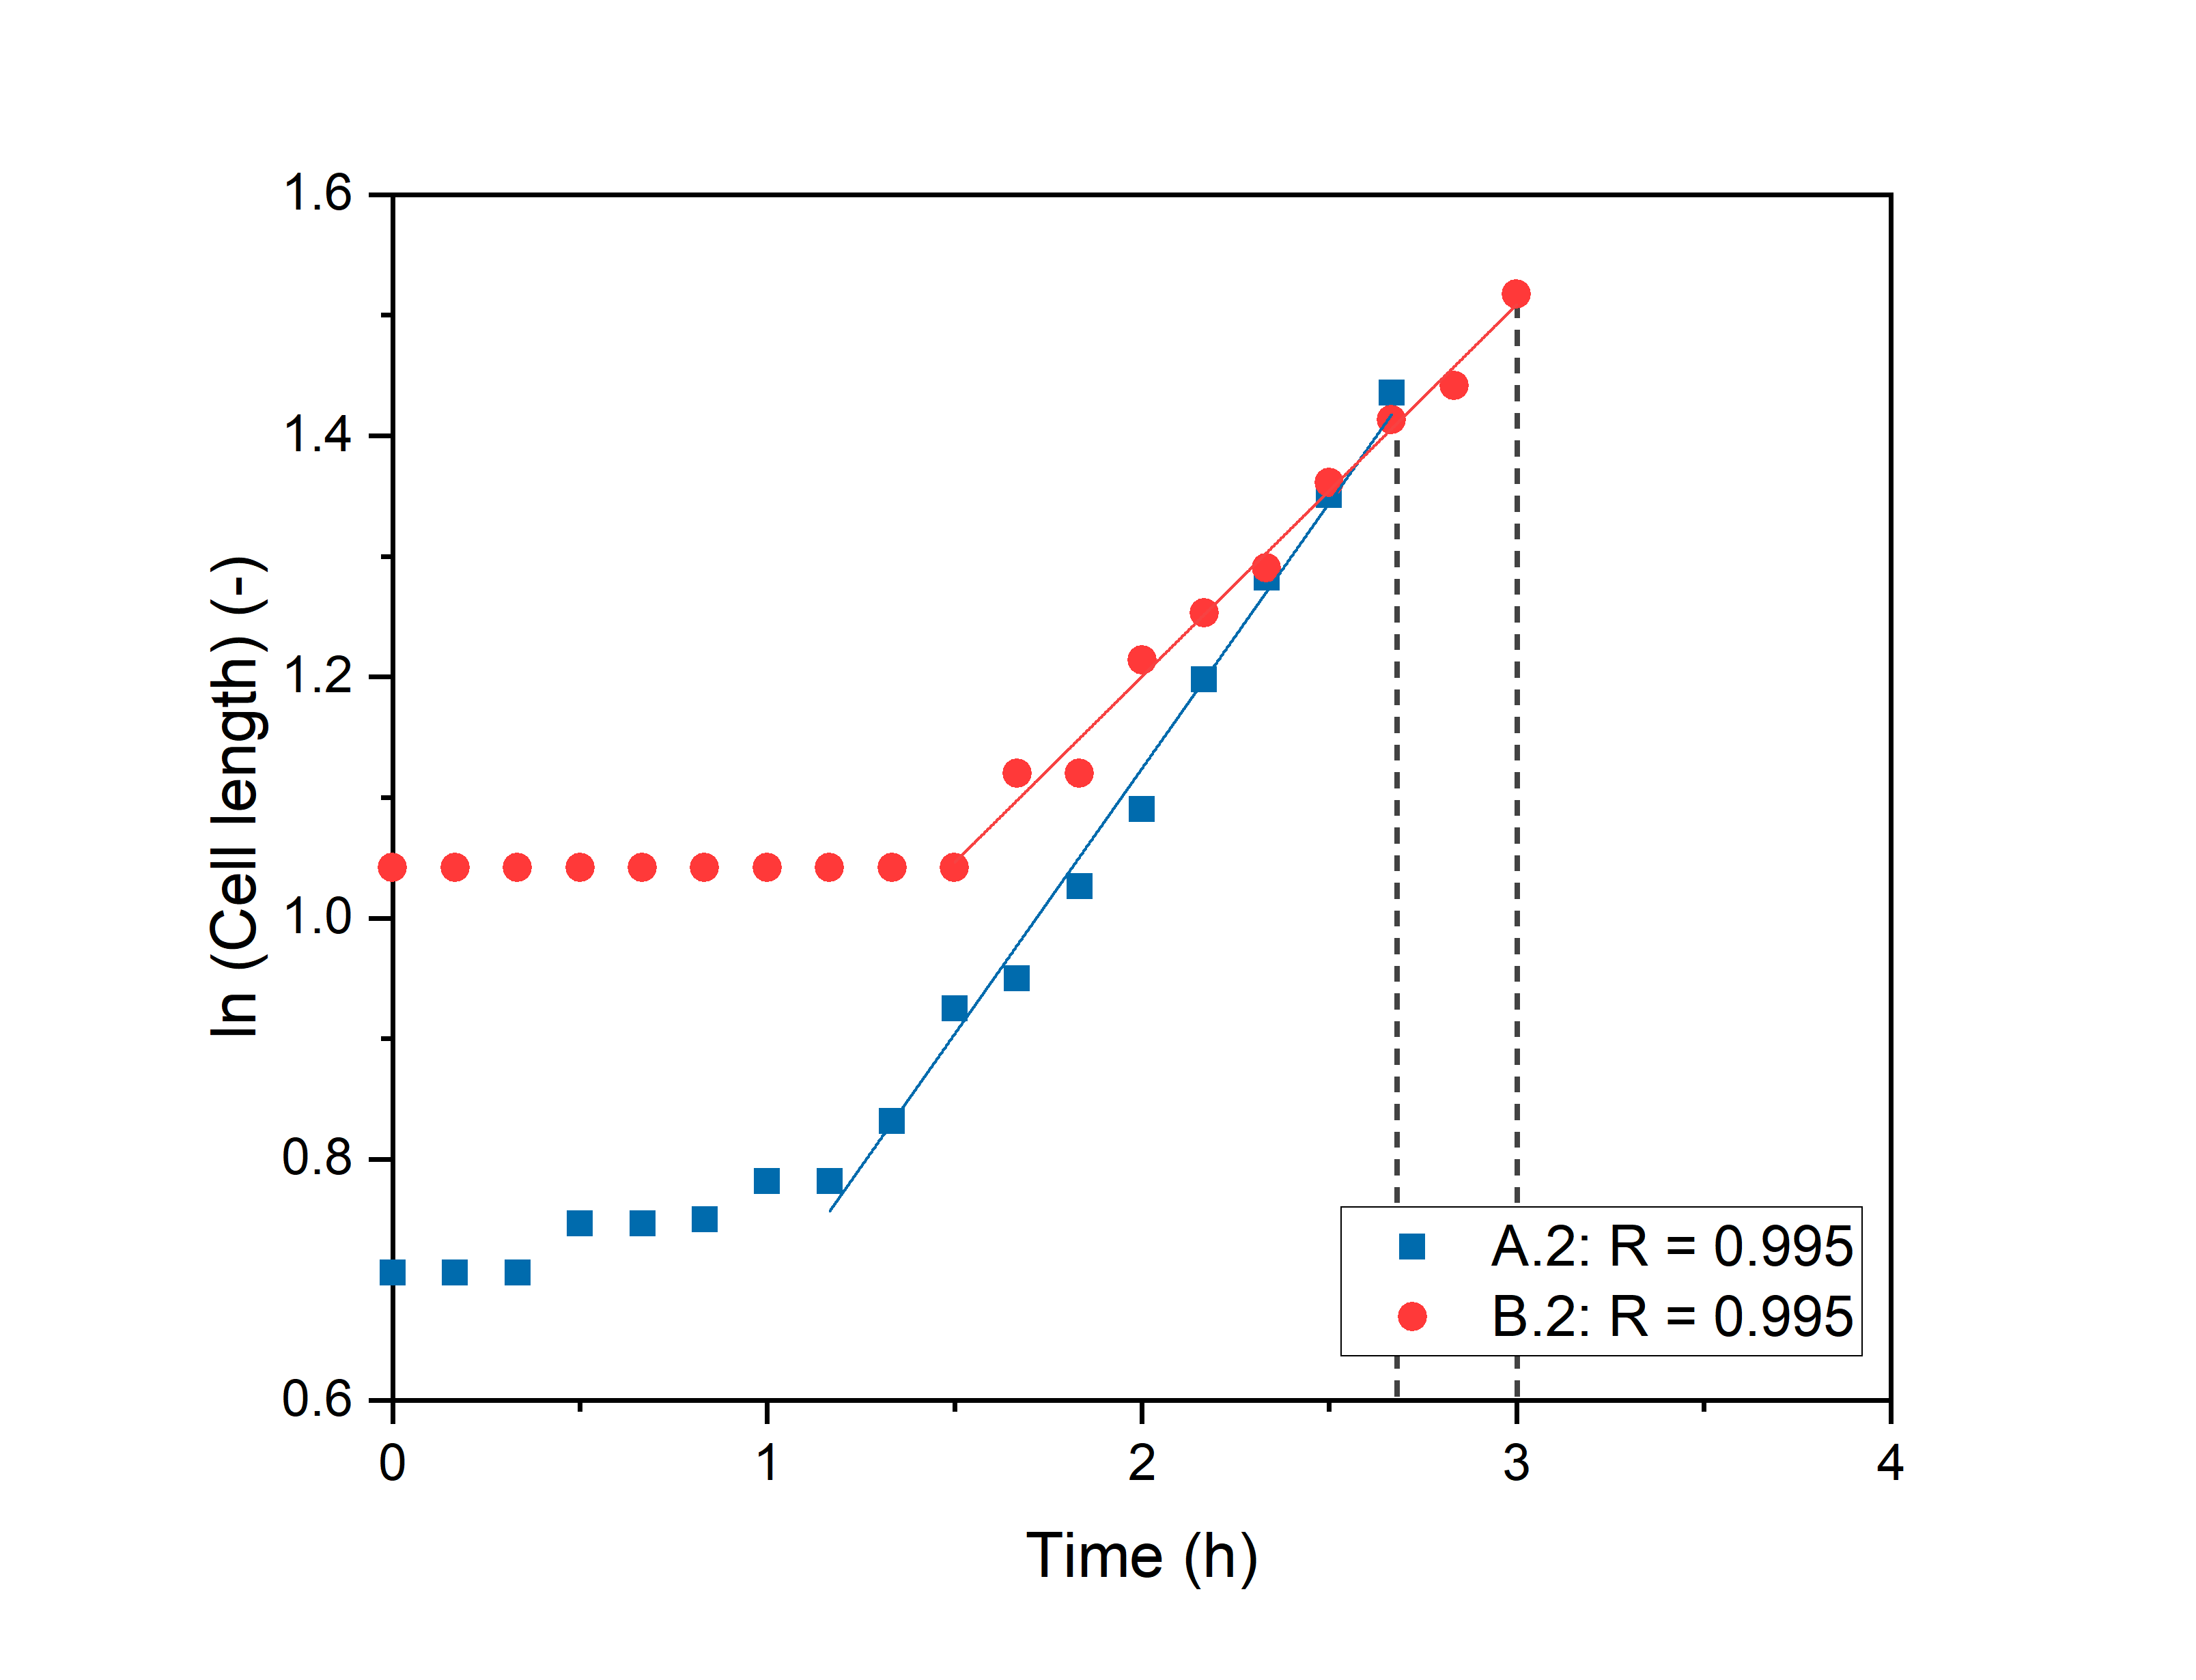 1.6
1.4
1.2
1.0
0.8
0.6
ln (Cell length) (-)
A.2: R = 0.995
B.2: R = 0.995
0 1 2 3 4
Time (h)